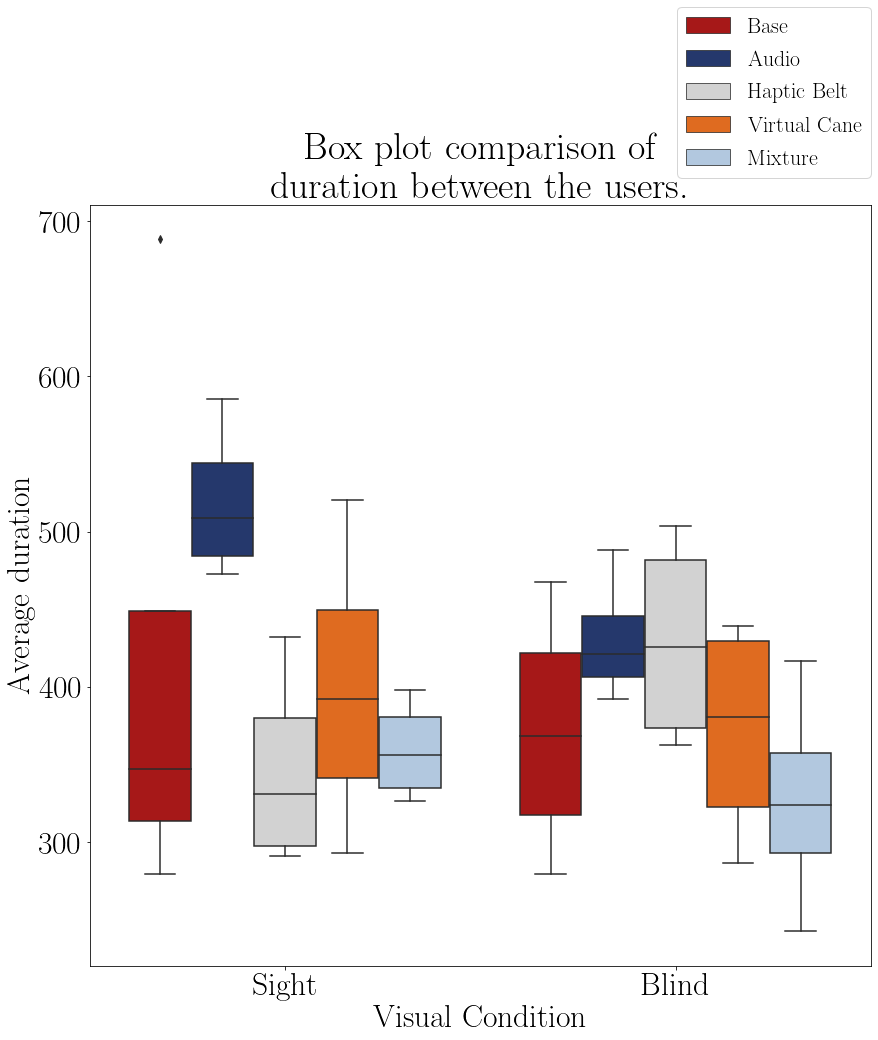 Base
Audio
Haptic Belt
Virtual Cane
Mixture
Box plot comparison of
duration between the users.
700
600
500
400
300
Average duration
Sight
Blind
Visual Condition